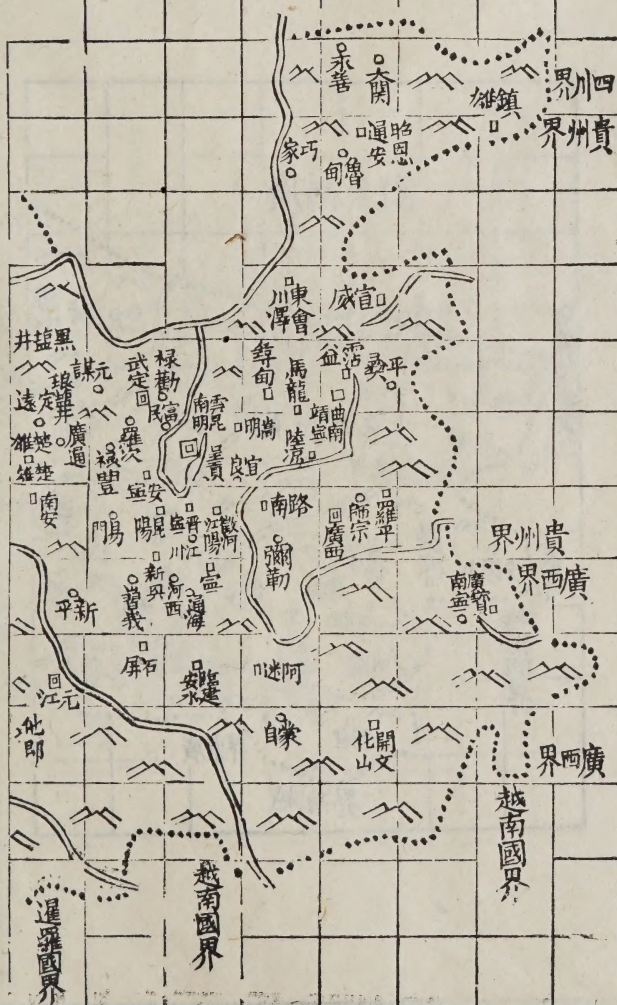 四川界
貴州界
鎮雄
大關
永善
恩安
昭通
魯甸
巧家
宣威
會澤
東川
平彝
霑益
南寧
曲靖
馬龍
陸涼
尋甸
嵩明
宜良
昆明
雲南
呈貢
富民
祿勸
武定
羅次
祿豐
元謀
廣通
黑鹽井
琅鹽井
定遠
楚雄
楚雄
南安
安寧
昆陽
易門
晉寧
江川
河陽
澂江
路南
彌勒
師宗
羅平
廣西
貴州界
廣西界
寶寧
廣南
新興
河西
通海
寧
嶍峨
新平
石屏
建水
臨安
阿迷
元江
他郎
蒙自
文山
開化
廣西界
越南國界
越南國界
暹羅國界